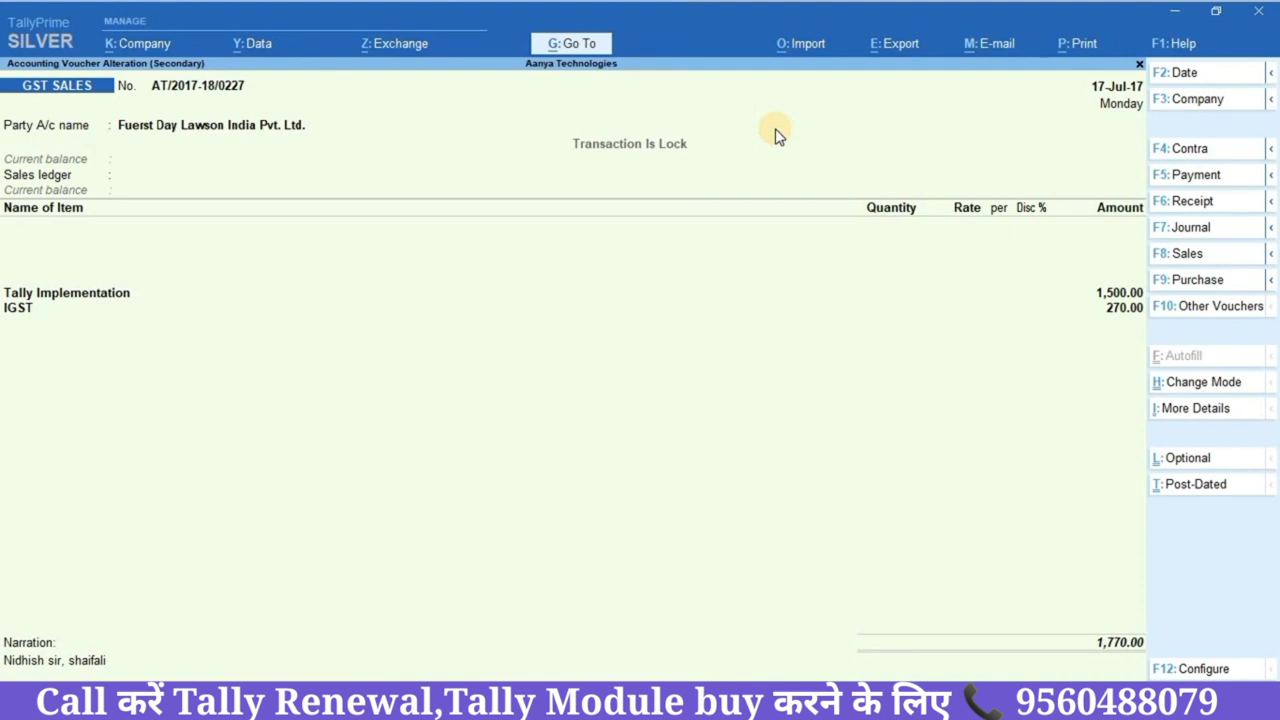 TallyPrime
SILVER
MANAGE
K: Company
Y: Data
Z: Exchange
G: Go To
O: Import
E: Export
M: E-mail
P: Print
F1: Help
Accounting Voucher Alteration (Secondary)
Aanya Technologies
GST SALES
No. AT/2017-18/0227
17-Jul-17
Monday
Party A/c name : Fuerst Day Lawson India Pvt. Ltd.
Transaction Is Lock
Current balance :
Sales ledger :
Current balance :
Name of Item
Quantity
Rate
per
Disc %
Amount
Tally Implementation
1,500.00
IGST
270.00
Narration:
1,770.00
Nidhish sir, shaifali
F2: Date
F3: Company
F4: Contra
F5: Payment
F6: Receipt
F7: Journal
F8: Sales
F9: Purchase
F10: Other Vouchers
F: Autofill
H: Change Mode
I: More Details
L: Optional
T: Post-Dated
F12: Configure
Call करें Tally Renewal,Tally Module buy करने के लिए 📞 9560488079